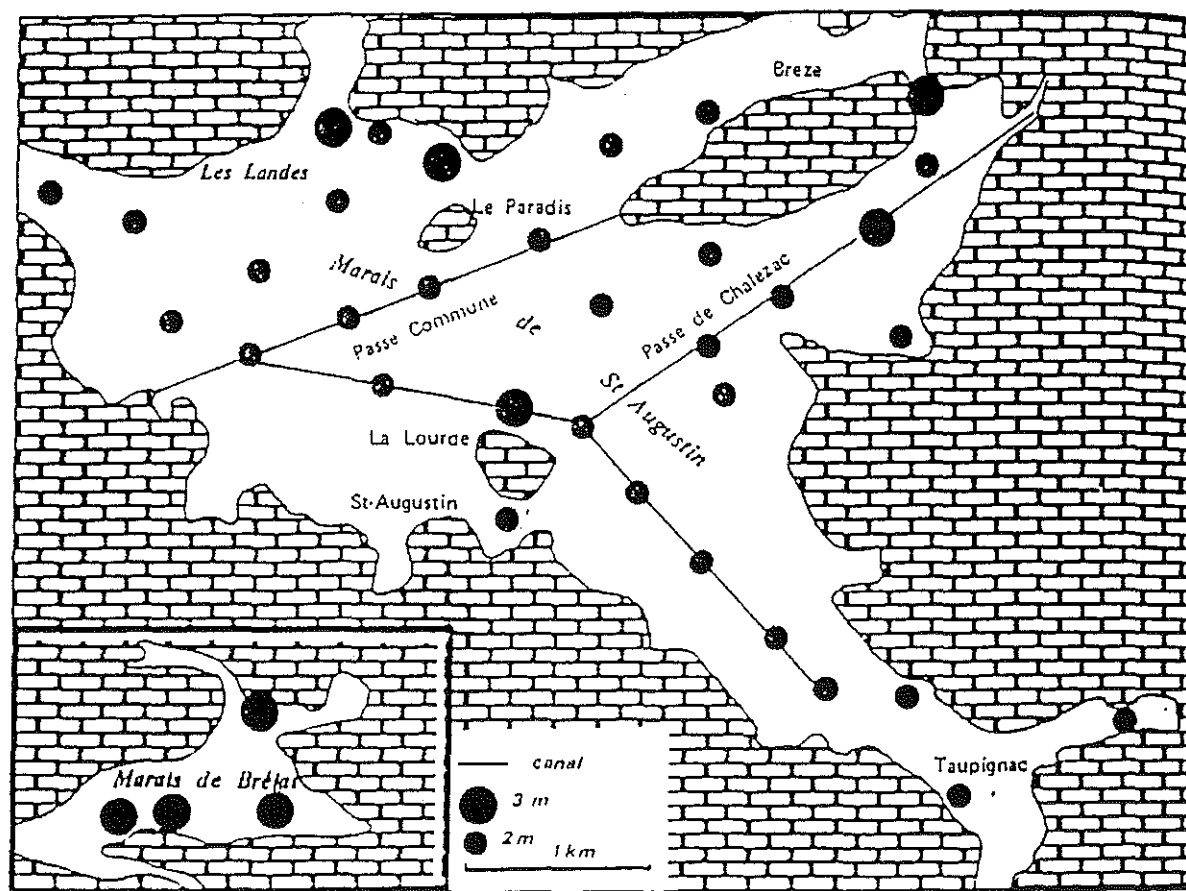 Breze
Les Landes
Le Paradis
Marais
Passe Commune
de
Passe de Chalezac
St Augustin
La Lourde
St-Augustin
Marais de Bréjat
Taupignac
canal
3 m
2 m
1 km